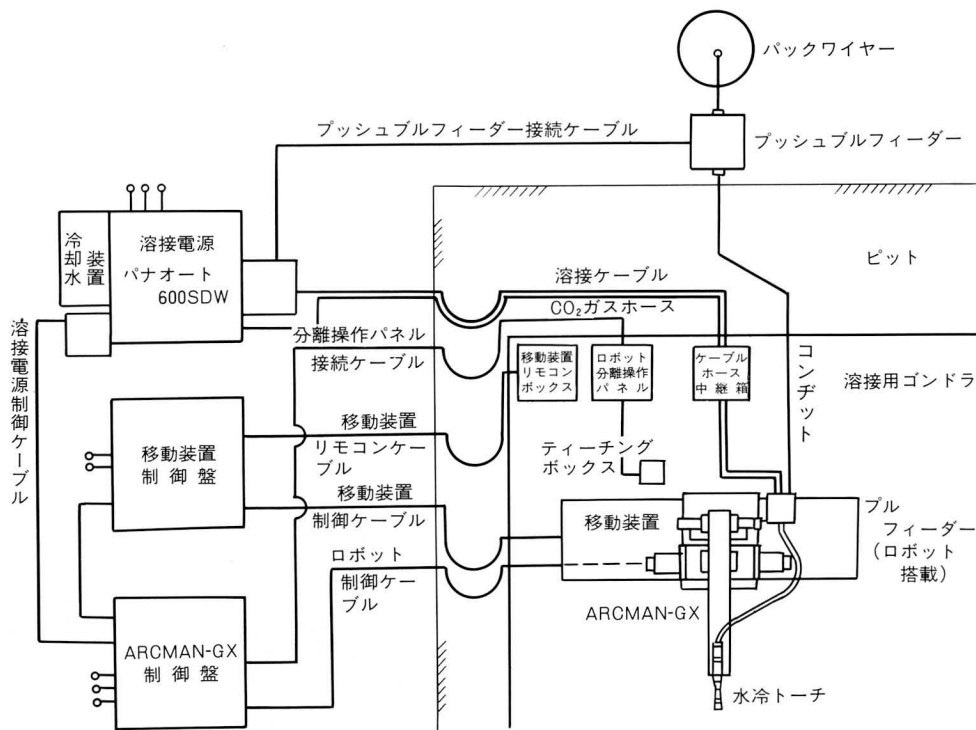 パックワイヤー
プッシュブルフィーダー接続ケーブル
プッシュブルフィーダー
冷却水
装置
溶接電源
パナオート
600SDW
ピット
溶接ケーブル
CO₂ガスホース
分離操作パネル
接続ケーブル
溶接電源制御ケーブル
移動装置
リモコン
ボックス
ロボット
分離操作
パネル
ケーブル
ホース
中継箱
コンヂット
溶接用ゴンドラ
移動装置
リモコンケー
ブル
ティーチング
ボックス
移動装置
制御盤
移動装置
制御ケーブル
移動装置
プル
フィーダー
(ロボット
搭載)
ロボット
制御ケー
ブル
ARCMAN-GX
ARCMAN-GX
制御盤
水冷トーチ